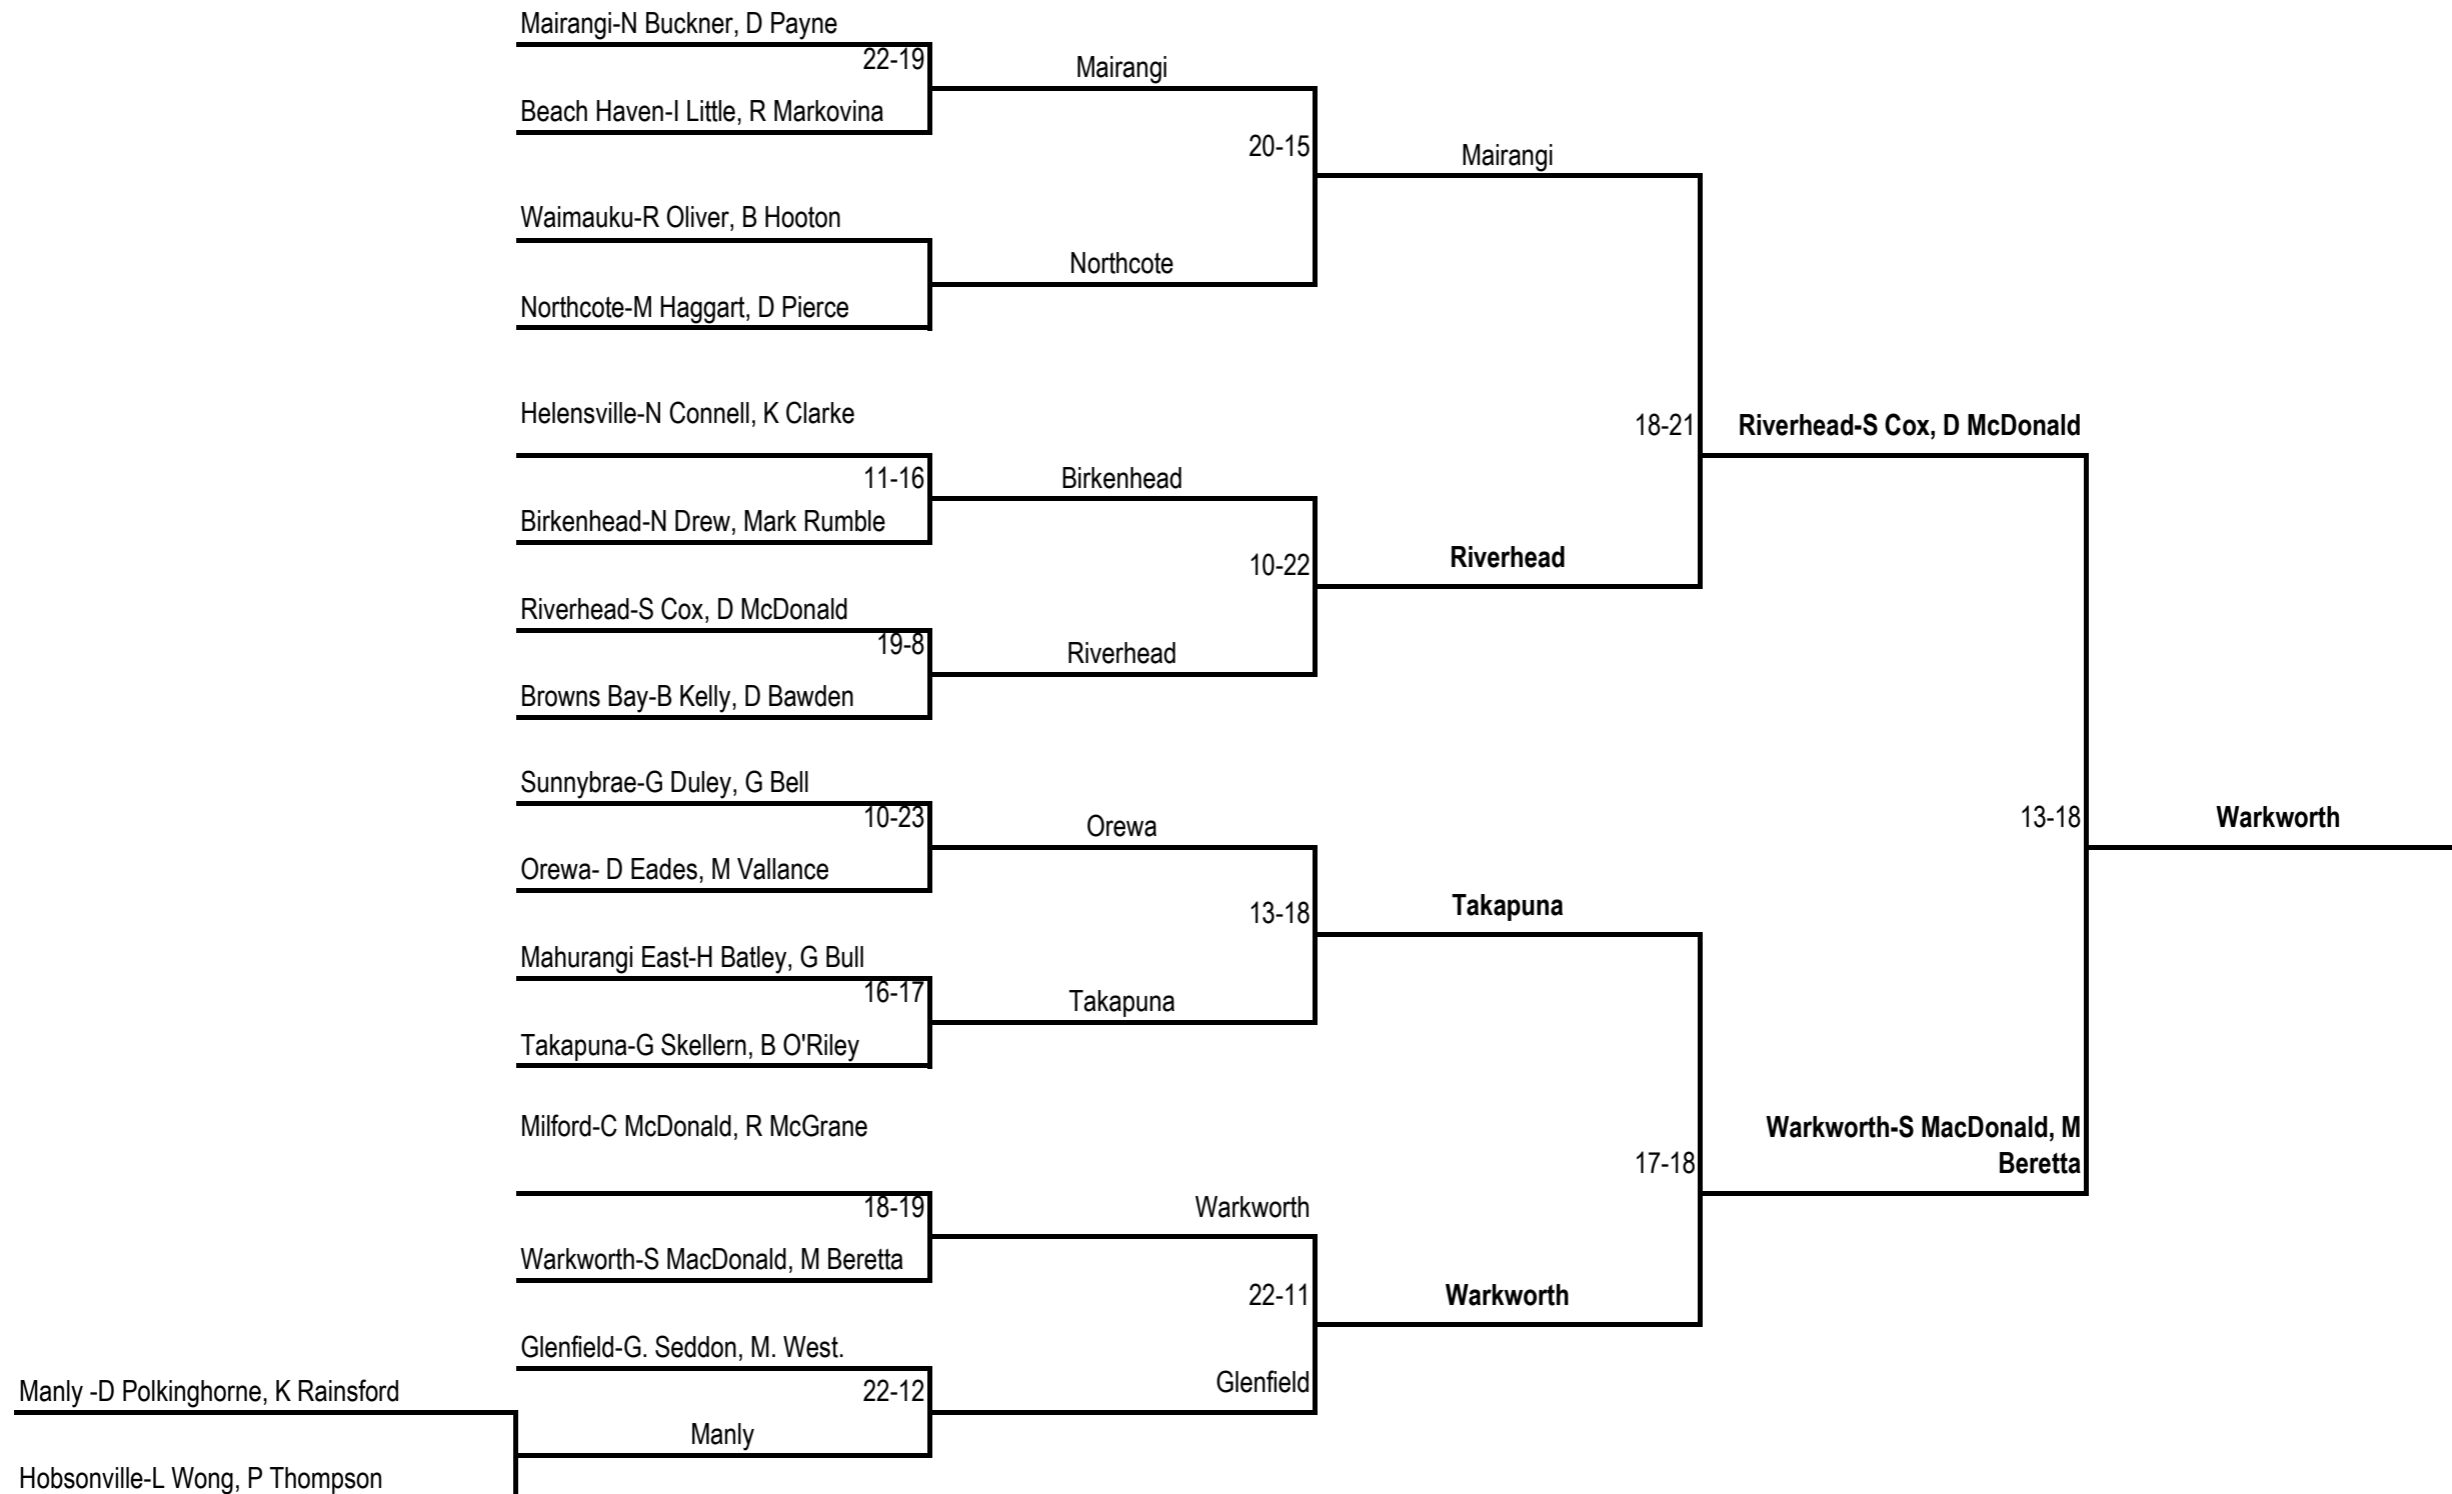 Mairangi-N Buckner, D Payne
22-19
Mairangi
Beach Haven-I Little, R Markovina
20-15
Mairangi
Waimauku-R Oliver, B Hooton
Northcote
Northcote-M Haggart, D Pierce
Helensville-N Connell, K Clarke
18-21
Riverhead-S Cox, D McDonald
11-16
Birkenhead
Birkenhead-N Drew, Mark Rumble
10-22
Riverhead
Riverhead-S Cox, D McDonald
19-8
Riverhead
Browns Bay-B Kelly, D Bawden
Sunnybrae-G Duley, G Bell
10-23
Orewa
13-18
Warkworth
Orewa- D Eades, M Vallance
13-18
Takapuna
Mahurangi East-H Batley, G Bull
16-17
Takapuna
Takapuna-G Skellern, B O'Riley
Milford-C McDonald, R McGrane
17-18
Warkworth-S MacDonald, M
Beretta
18-19
Warkworth
Warkworth-S MacDonald, M Beretta
22-11
Warkworth
Glenfield-G. Seddon, M. West.
Manly -D Polkinghorne, K Rainsford
22-12
Glenfield
Manly
Hobsonville-L Wong, P Thompson